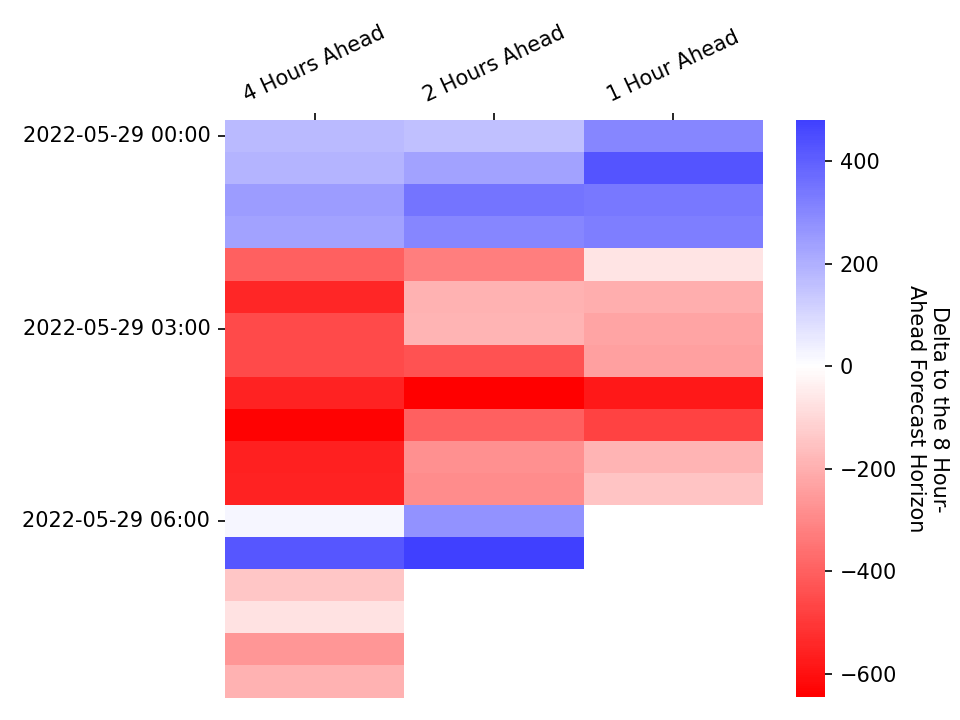 4 Hours Ahead
2 Hours Ahead
1 Hour Ahead
2022-05-29 00:00
2022-05-29 03:00
2022-05-29 06:00
400
200
0
−200
−400
−600
Delta to the 8 Hour-
Ahead Forecast Horizon